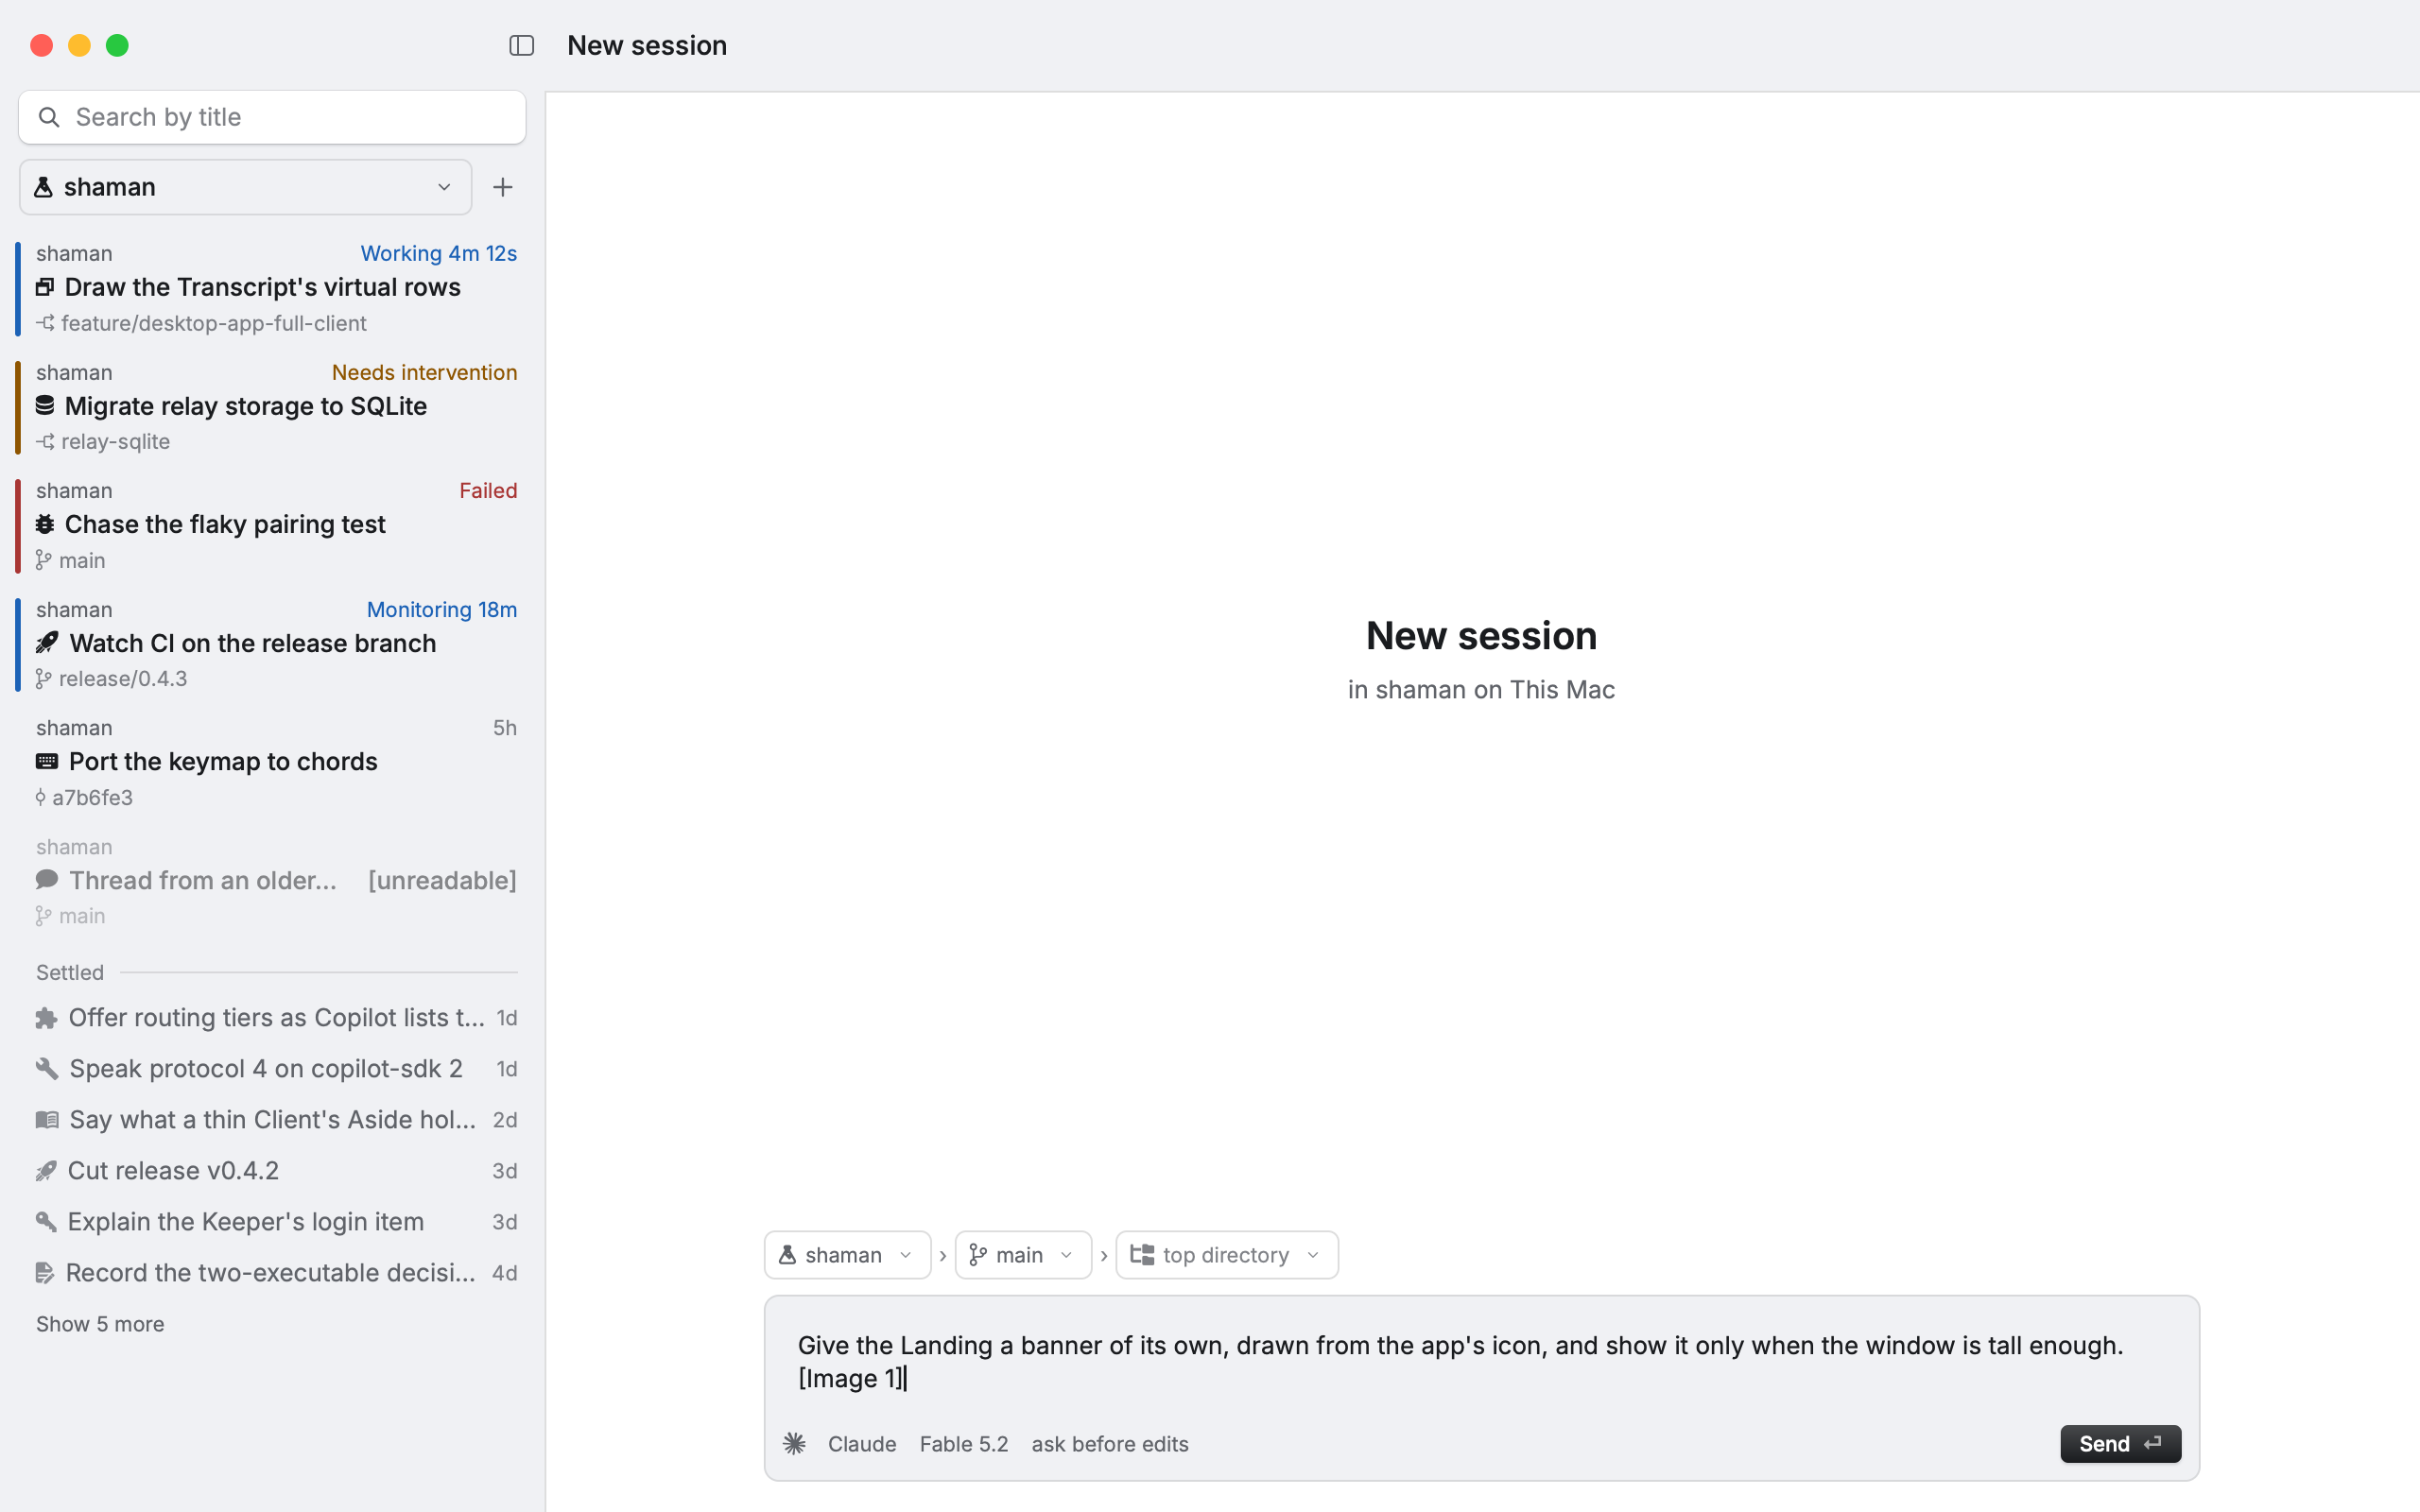 New session
Search by title
shaman
shaman Working 4m 12s
Draw the Transcript's virtual rows
feature/desktop-app-full-client
shaman Needs intervention
Migrate relay storage to SQLite
relay-sqlite
shaman Failed
Chase the flaky pairing test
main
shaman Monitoring 18m
Watch CI on the release branch
release/0.4.3
shaman 5h
Port the keymap to chords
a7b6fe3
shaman
Thread from an older... [unreadable]
main
Settled
Offer routing tiers as Copilot lists t... 1d
Speak protocol 4 on copilot-sdk 2 1d
Say what a thin Client's Aside hol... 2d
Cut release v0.4.2 3d
Explain the Keeper's login item 3d
Record the two-executable decisi... 4d
Show 5 more
New session
in shaman on This Mac
shaman › main › top directory
Give the Landing a banner of its own, drawn from the app's icon, and show it only when the window is tall enough.
[Image 1]
Claude Fable 5.2 ask before edits
Send